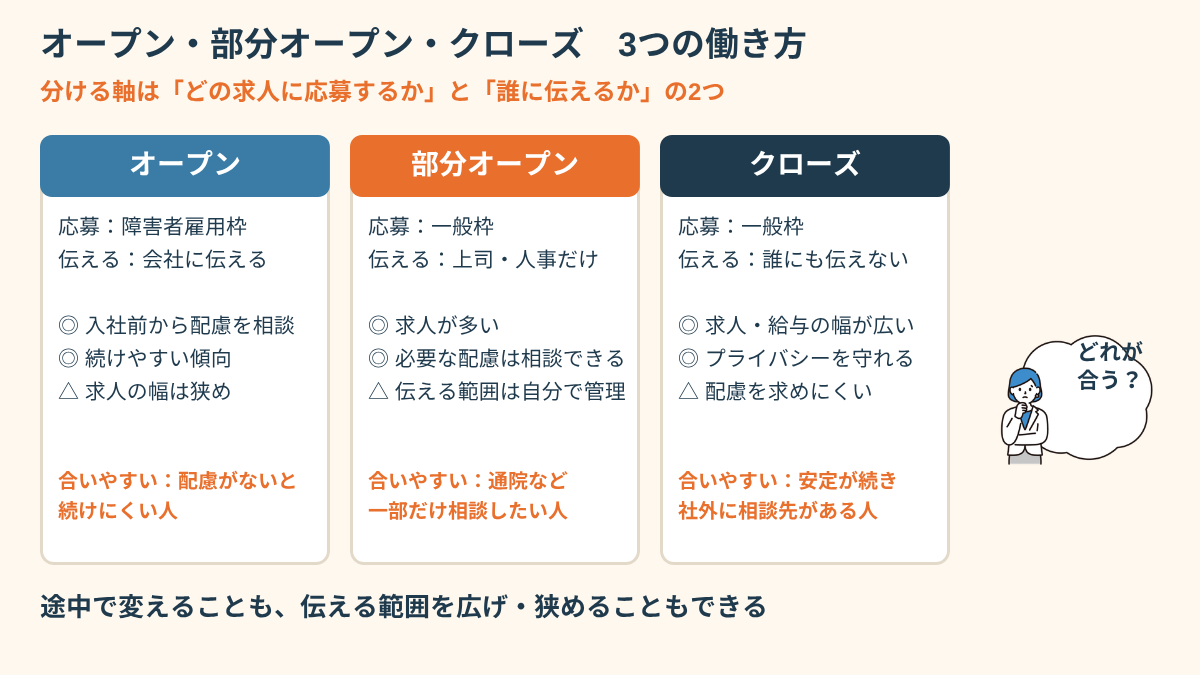 オープン・部分オープン・クローズ　3つの働き方
分ける軸は「どの求人に応募するか」と「誰に伝えるか」の2つ
オープン
応募：障害者雇用枠
伝える：会社に伝える
◎ 入社前から配慮を相談
◎ 続けやすい傾向
△ 求人の幅は狭め
合いやすい：配慮がないと
続けにくい人
部分オープン
応募：一般枠
伝える：上司・人事だけ
◎ 求人が多い
◎ 必要な配慮は相談できる
△ 伝える範囲は自分で管理
合いやすい：通院など
一部だけ相談したい人
クローズ
応募：一般枠
伝える：誰にも伝えない
◎ 求人・給与の幅が広い
◎ プライバシーを守れる
△ 配慮を求めにくい
合いやすい：安定が続き
社外に相談先がある人
どれが
合う？
途中で変えることも、伝える範囲を広げ・狭めることもできる